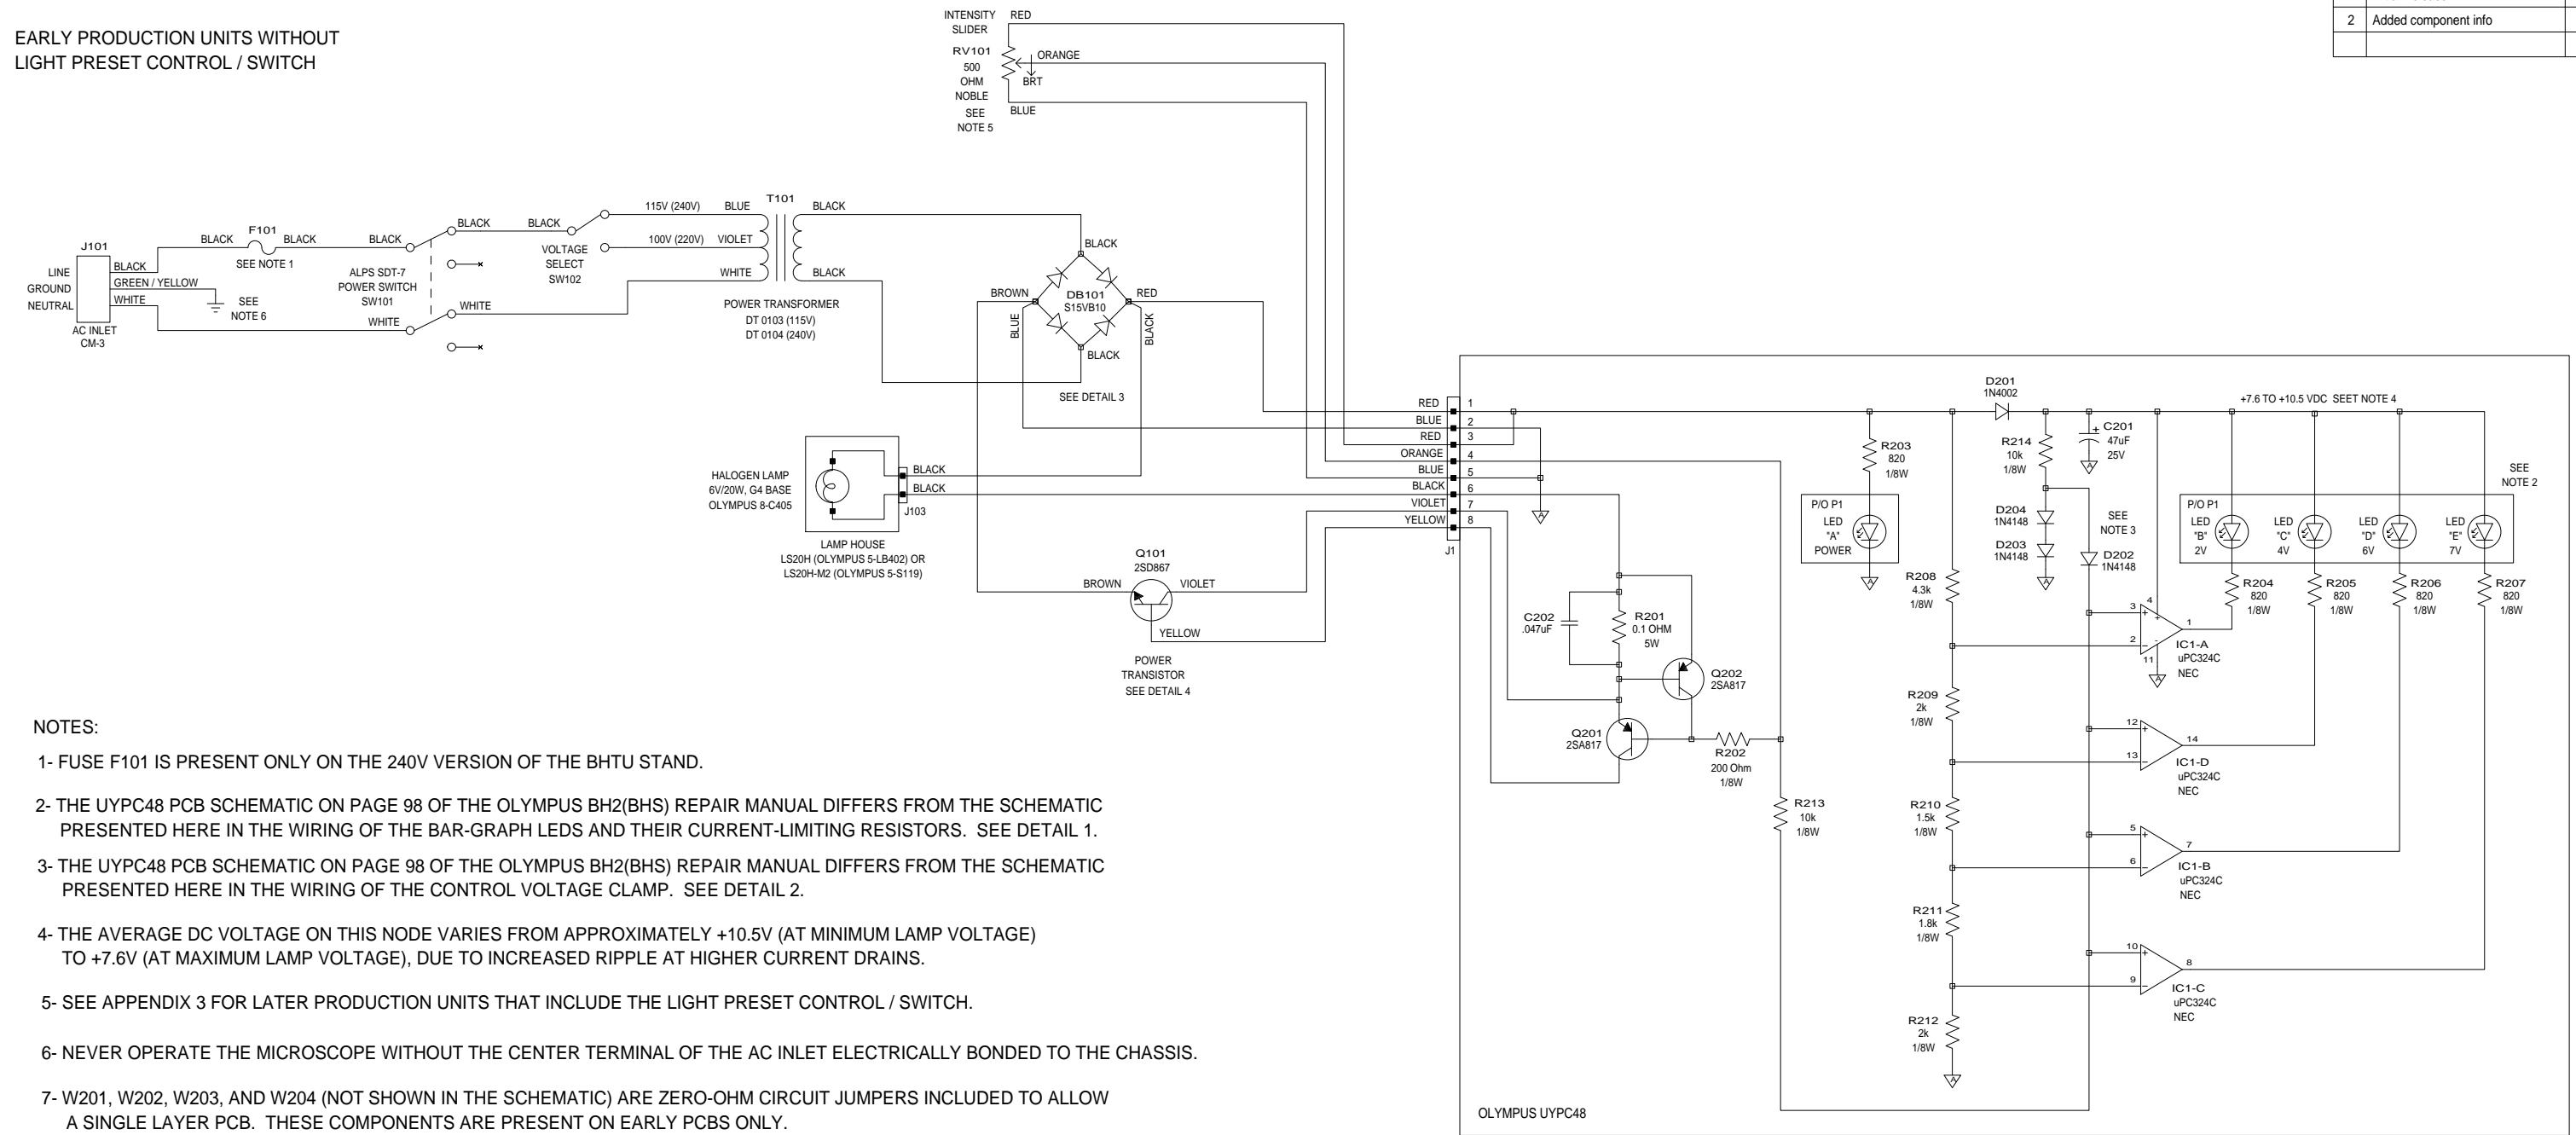 EARLY PRODUCTION UNITS WITHOUT
LIGHT PRESET CONTROL / SWITCH
2 Added component info
INTENSITY
SLIDER
RV101
500
OHM
NOBLE
SEE
NOTE 5
RED
ORANGE
BRT
BLUE
J101
LINE
GROUND
NEUTRAL
AC INLET
CM-3
BLACK
GREEN / YELLOW
WHITE
BLACK
F101
BLACK
SEE NOTE 1
SEE
NOTE 6
BLACK
ALPS SDT-7
POWER SWITCH
SW101
WHITE
BLACK
WHITE
BLACK
VOLTAGE
SELECT
SW102
115V (240V)
BLUE
100V (220V)
VIOLET
WHITE
T101
BLACK
BLACK
POWER TRANSFORMER
DT 0103 (115V)
DT 0104 (240V)
BLACK
BROWN
RED
DB101
S15VB10
BLUE
BLACK
BLACK
SEE DETAIL 3
HALOGEN LAMP
6V/20W, G4 BASE
OLYMPUS 8-C405
BLACK
BLACK
J103
LAMP HOUSE
LS20H (OLYMPUS 5-LB402) OR
LS20H-M2 (OLYMPUS 5-S119)
Q101
2SD867
BROWN
VIOLET
YELLOW
POWER
TRANSISTOR
SEE DETAIL 4
RED 1
BLUE 2
RED 3
ORANGE 4
BLUE 5
BLACK 6
VIOLET 7
YELLOW 8
J1
C202
.047uF
R201
0.1 OHM
5W
Q202
2SA817
Q201
2SA817
R202
200 Ohm
1/8W
R213
10k
1/8W
R203
820
1/8W
P/O P1
LED
"A"
POWER
D201
1N4002
+7.6 TO +10.5 VDC SEET NOTE 4
R214
10k
1/8W
+
C201
47uF
25V
D204
1N4148
D203
1N4148
SEE
NOTE 3
D202
1N4148
SEE
NOTE 2
P/O P1
LED
"B"
2V
LED
"C"
4V
LED
"D"
6V
LED
"E"
7V
R204
820
1/8W
R205
820
1/8W
R206
820
1/8W
R207
820
1/8W
R208
4.3k
1/8W
R209
2k
1/8W
R210
1.5k
1/8W
R211
1.8k
1/8W
R212
2k
1/8W
3 + 4 +
2 − - 1
11
IC1-A
uPC324C
NEC
12 +
13 − 14
IC1-D
uPC324C
NEC
5 +
6 − 7
IC1-B
uPC324C
NEC
10 +
9 − 8
IC1-C
uPC324C
NEC
A
A
A
A
A
A
OLYMPUS UYPC48
NOTES:
1- FUSE F101 IS PRESENT ONLY ON THE 240V VERSION OF THE BHTU STAND.
2- THE UYPC48 PCB SCHEMATIC ON PAGE 98 OF THE OLYMPUS BH2(BHS) REPAIR MANUAL DIFFERS FROM THE SCHEMATIC
PRESENTED HERE IN THE WIRING OF THE BAR-GRAPH LEDS AND THEIR CURRENT-LIMITING RESISTORS. SEE DETAIL 1.
3- THE UYPC48 PCB SCHEMATIC ON PAGE 98 OF THE OLYMPUS BH2(BHS) REPAIR MANUAL DIFFERS FROM THE SCHEMATIC
PRESENTED HERE IN THE WIRING OF THE CONTROL VOLTAGE CLAMP. SEE DETAIL 2.
4- THE AVERAGE DC VOLTAGE ON THIS NODE VARIES FROM APPROXIMATELY +10.5V (AT MINIMUM LAMP VOLTAGE)
TO +7.6V (AT MAXIMUM LAMP VOLTAGE), DUE TO INCREASED RIPPLE AT HIGHER CURRENT DRAINS.
5- SEE APPENDIX 3 FOR LATER PRODUCTION UNITS THAT INCLUDE THE LIGHT PRESET CONTROL / SWITCH.
6- NEVER OPERATE THE MICROSCOPE WITHOUT THE CENTER TERMINAL OF THE AC INLET ELECTRICALLY BONDED TO THE CHASSIS.
7- W201, W202, W203, AND W204 (NOT SHOWN IN THE SCHEMATIC) ARE ZERO-OHM CIRCUIT JUMPERS INCLUDED TO ALLOW
A SINGLE LAYER PCB. THESE COMPONENTS ARE PRESENT ON EARLY PCBS ONLY.